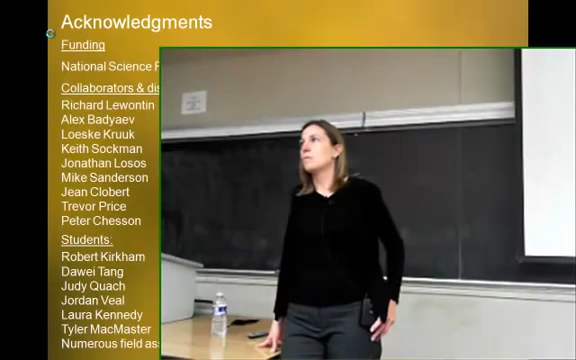 Acknowledgments
Funding
National Science
Collaborators &
Richard Lewontin
Alex Badyaev
Loeske Kruuk
Keith Sockman
Jonathan Losos
Mike Sanderson
Jean Clobert
Trevor Price
Peter Chesson
Students:
Robert Kirkham
Dawei Tang
Judy Quach
Jordan Veal
Laura Kennedy
Tyler MacMaster
Numerous field